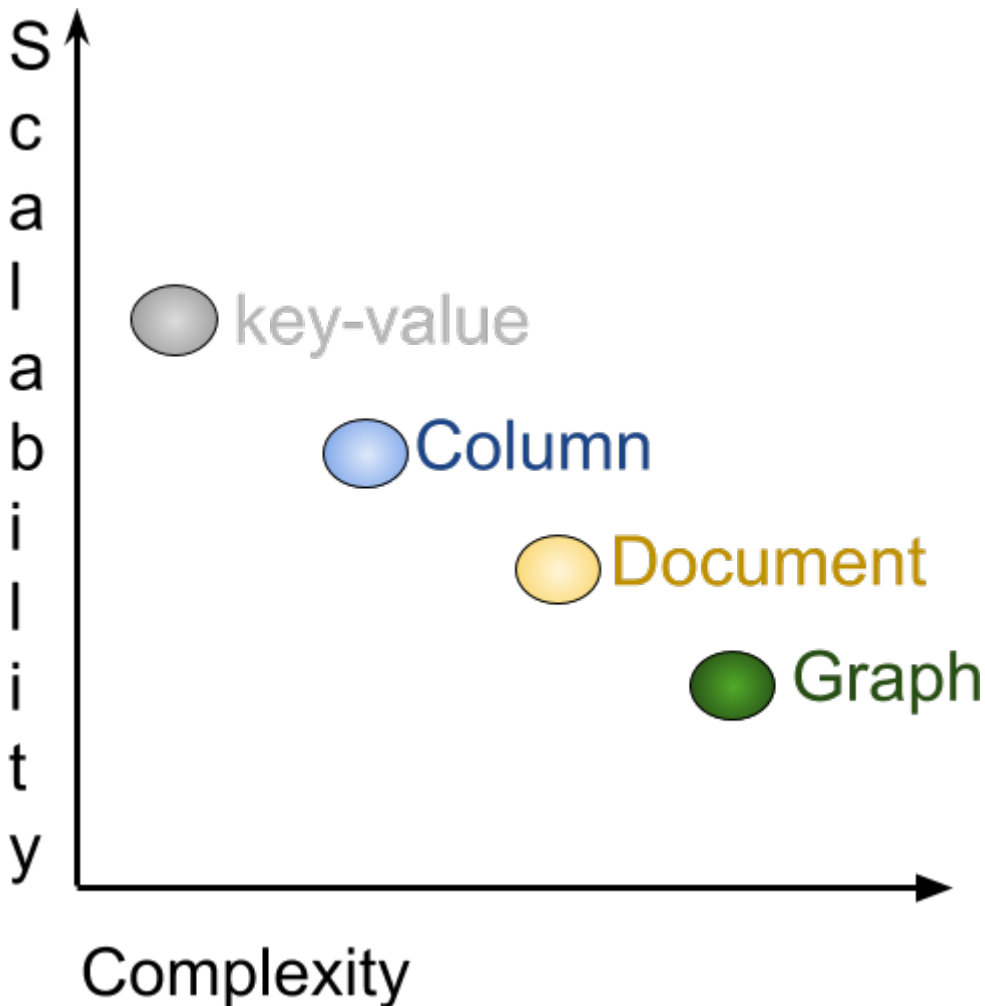 Scalability
key-value
Column
Document
Graph
Complexity